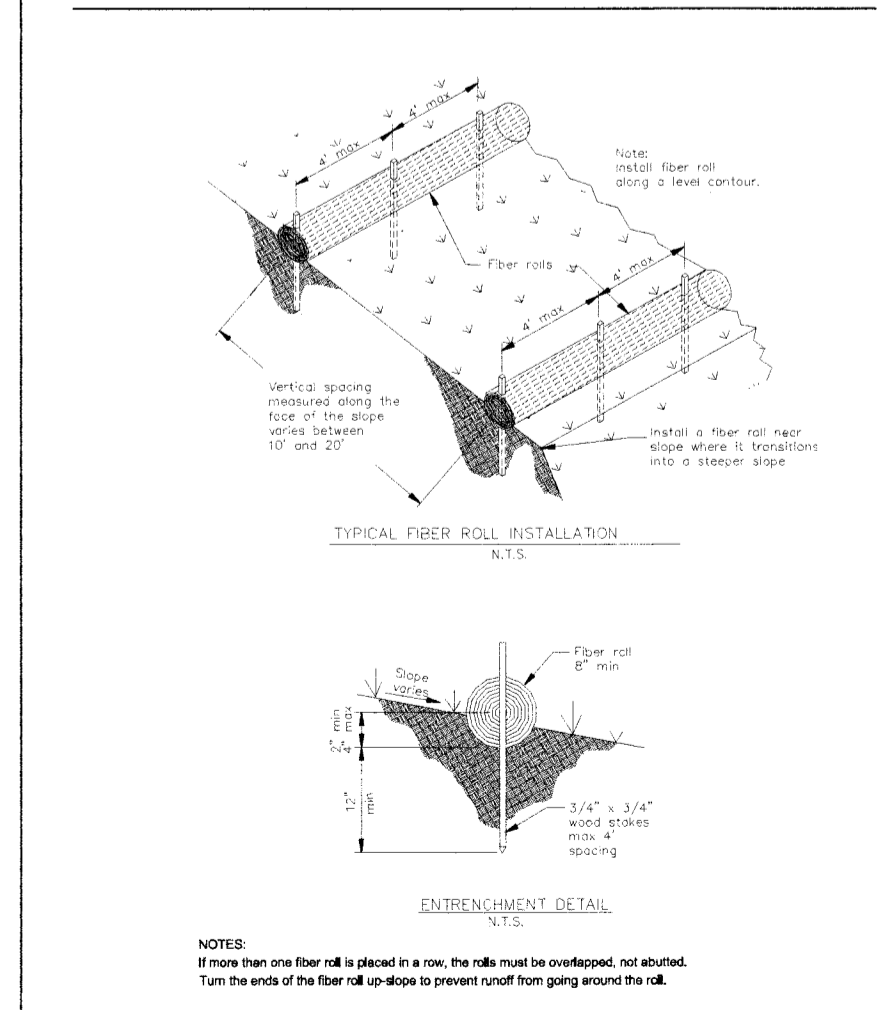 4' max
4' max
Note:
Install fiber roll
along a level contour.
Fiber rolls
4' max
4' max
Vertical spacing
measured along the
face of the slope
varies between
10' and 20'
Install a fiber roll near
slope where it transitions
into a steeper slope
TYPICAL FIBER ROLL INSTALLATION
N.T.S.
Fiber roll
8" min
Slope
varies
2" min
4" max
12"
min
3/4" x 3/4"
wood stakes
max 4'
spacing
ENTRENCHMENT DETAIL
N.T.S.
NOTES:
If more than one fiber roll is placed in a row, the rolls must be overlapped, not abutted.
Turn the ends of the fiber roll up-slope to prevent runoff from going around the roll.